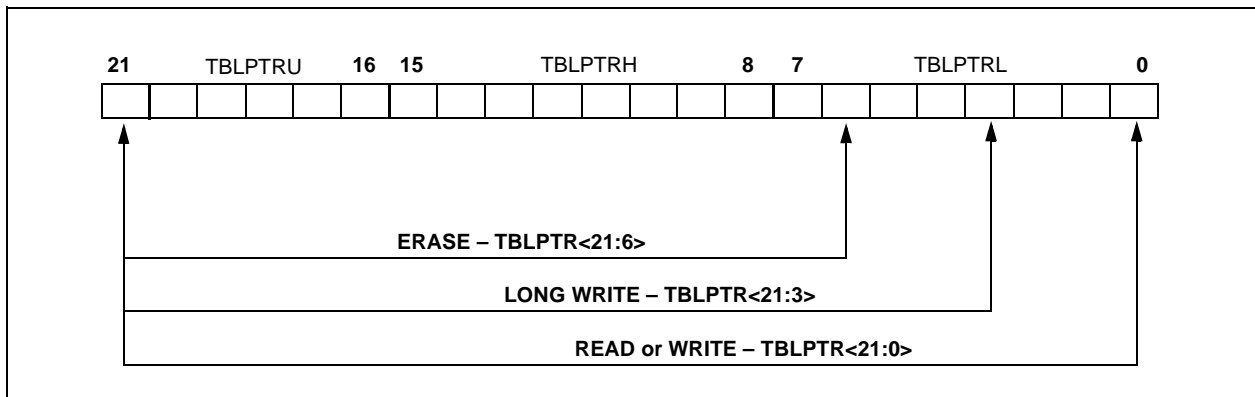 21 TBLPTRU 16 15 TBLPTRH 8 7 TBLPTRL 0
ERASE – TBLPTR<21:6>
LONG WRITE – TBLPTR<21:3>
READ or WRITE – TBLPTR<21:0>